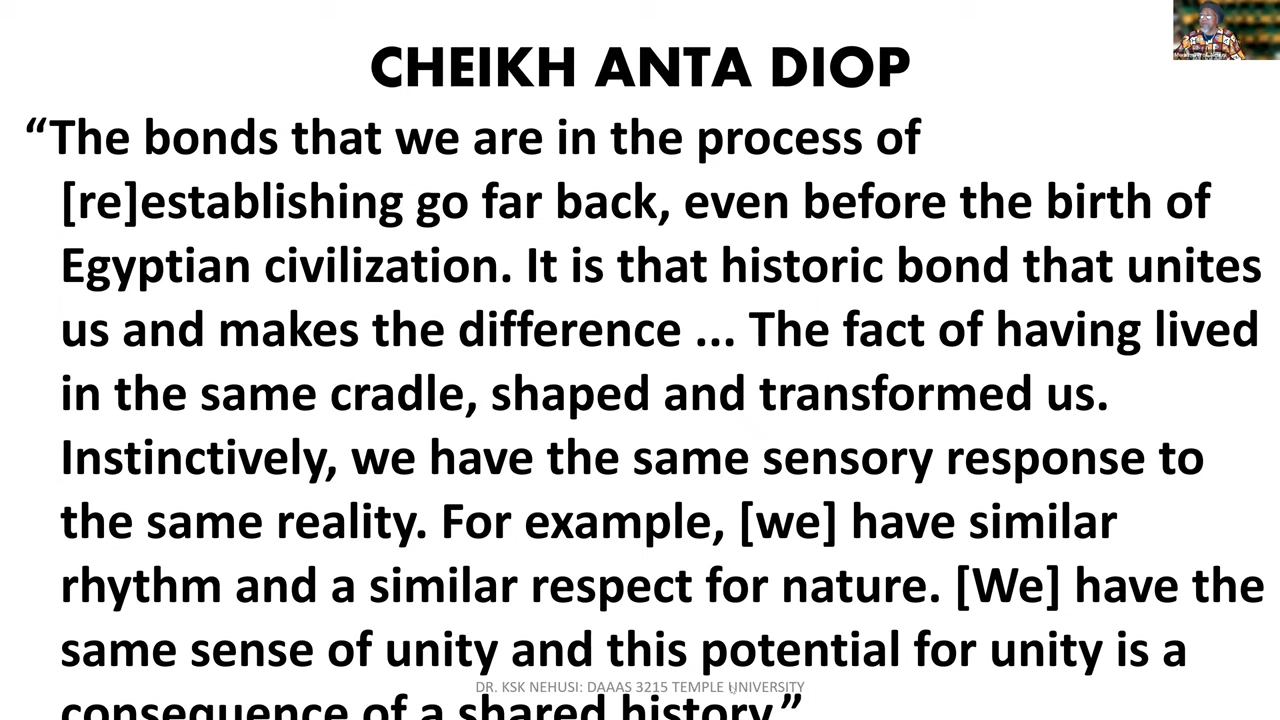 CHEIKH ANTA DIOP
“The bonds that we are in the process of
[re]establishing go far back, even before the birth of
Egyptian civilization. It is that historic bond that unites
us and makes the difference ... The fact of having lived
in the same cradle, shaped and transformed us.
Instinctively, we have the same sensory response to
the same reality. For example, [we] have similar
rhythm and a similar respect for nature. [We] have the
same sense of unity and this potential for unity is a
DR. KSK NEHUSI: DAAAS 3215 TEMPLE UNIVERSITY
consequence of a shared history.”